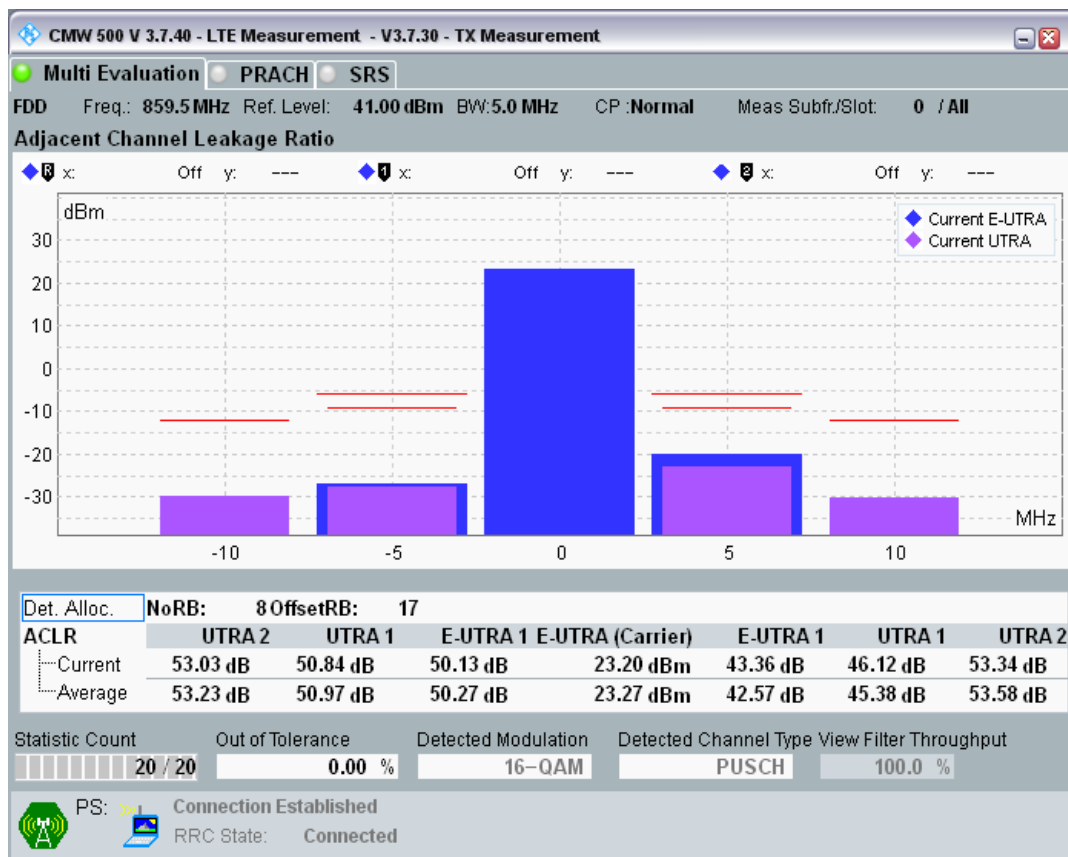 CMW 500 V 3.7.40 - LTE Measurement - V3.7.30 - TX Measurement
Multi Evaluation PRACH SRS
FDD Freq.: 859.5 MHz Ref. Level: 41.00 dBm BW:5.0 MHz CP :Normal Meas Subfr./Slot: 0 / All
Adjacent Channel Leakage Ratio
R x: Off y: --- 1 x: Off y: --- 2 x: Off y: ---
dBm
Current E-UTRA
Current UTRA
30
20
10
0
-10
-20
-30
MHz
-10 -5 0 5 10
Det. Alloc. NoRB: 8 OffsetRB: 17
ACLR UTRA 2 UTRA 1 E-UTRA 1 E-UTRA (Carrier) E-UTRA 1 UTRA 1 UTRA 2
Current 53.03 dB 50.84 dB 50.13 dB 23.20 dBm 43.36 dB 46.12 dB 53.34 dB
Average 53.23 dB 50.97 dB 50.27 dB 23.27 dBm 42.57 dB 45.38 dB 53.58 dB
Statistic Count Out of Tolerance Detected Modulation Detected Channel Type View Filter Throughput
20 / 20 0.00 % 16-QAM PUSCH 100.0 %
PS: Connection Established
RRC State: Connected